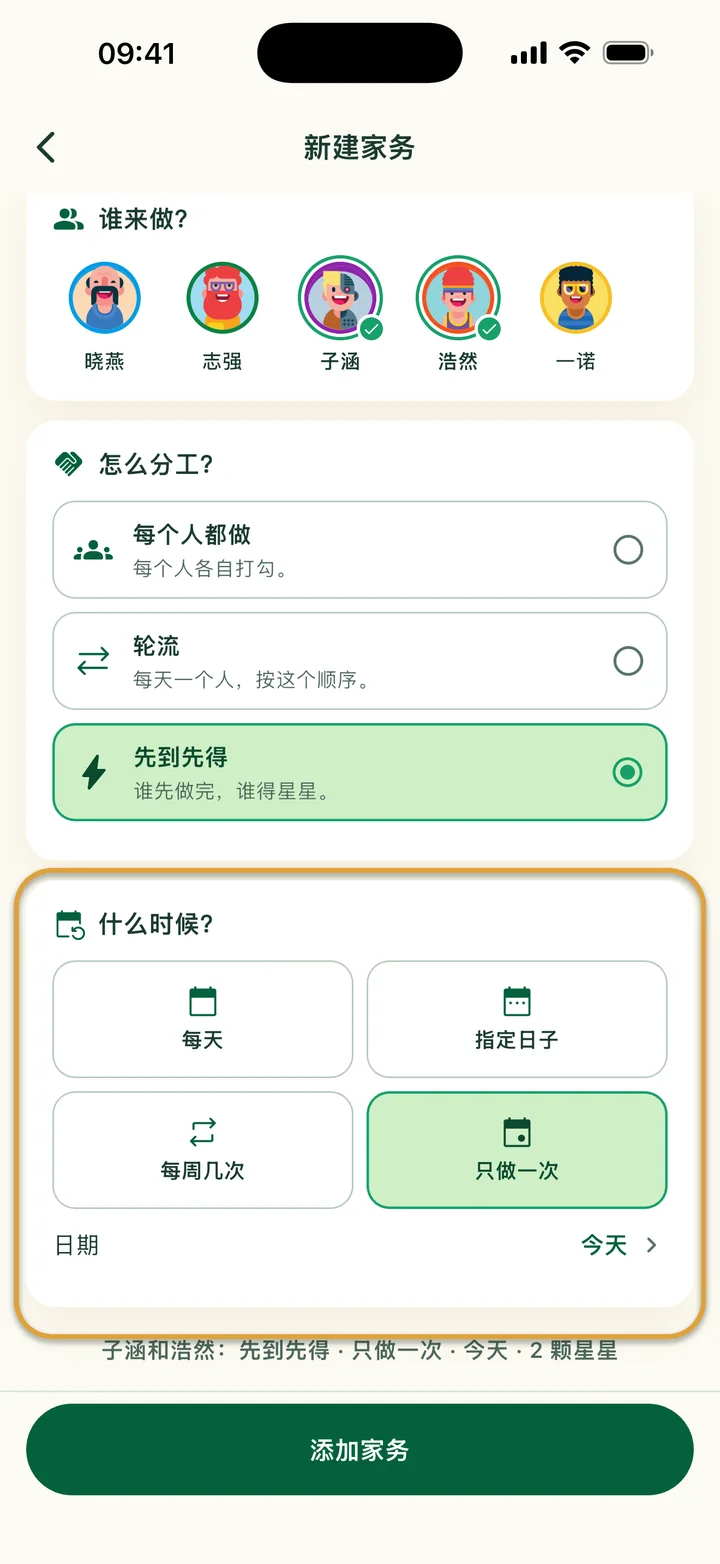 09:41
新建家务
谁来做?
晓燕
志强
子涵
浩然
一诺
怎么分工?
每个人都做
每个人各自打勾。
轮流
每天一个人，按这个顺序。
先到先得
谁先做完，谁得星星。
什么时候?
每天
指定日子
每周几次
只做一次
日期
今天
子涵和浩然：先到先得 · 只做一次 · 今天 · 2 颗星星
添加家务